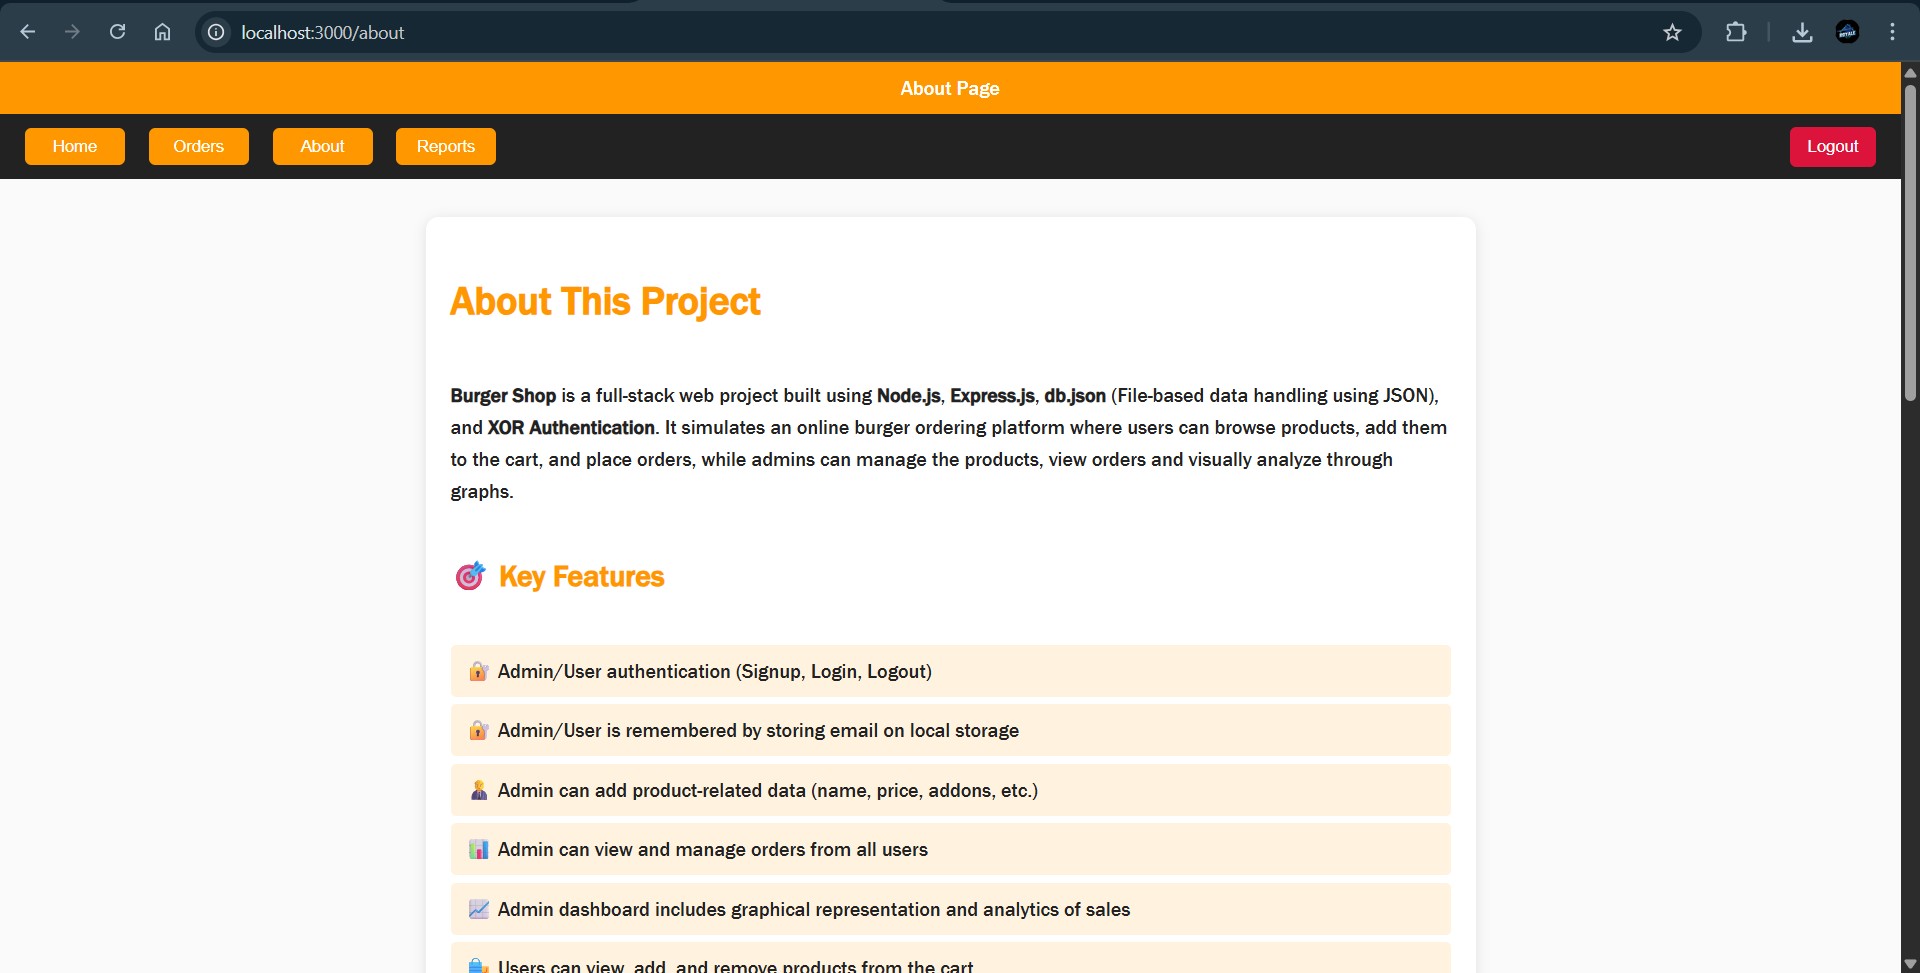 localhost:3000/about
About Page
Home Orders About Reports Logout
About This Project
Burger Shop is a full-stack web project built using Node.js, Express.js, db.json (File-based data handling using JSON),
and XOR Authentication. It simulates an online burger ordering platform where users can browse products, add them
to the cart, and place orders, while admins can manage the products, view orders and visually analyze through
graphs.
Key Features
Admin/User authentication (Signup, Login, Logout)
Admin/User is remembered by storing email on local storage
Admin can add product-related data (name, price, addons, etc.)
Admin can view and manage orders from all users
Admin dashboard includes graphical representation and analytics of sales
Users can view, add, and remove products from the cart